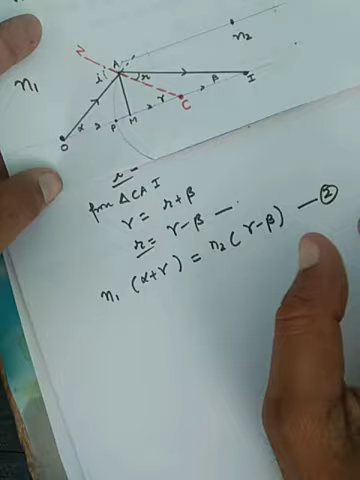 N
A
i
r
n₂
n₁
I
β
γ
C
α
O
P
M
r -
from ΔCAI
γ = r + β
r = γ - β —
n₁ (α+γ) = n₂ (γ-β) — ②